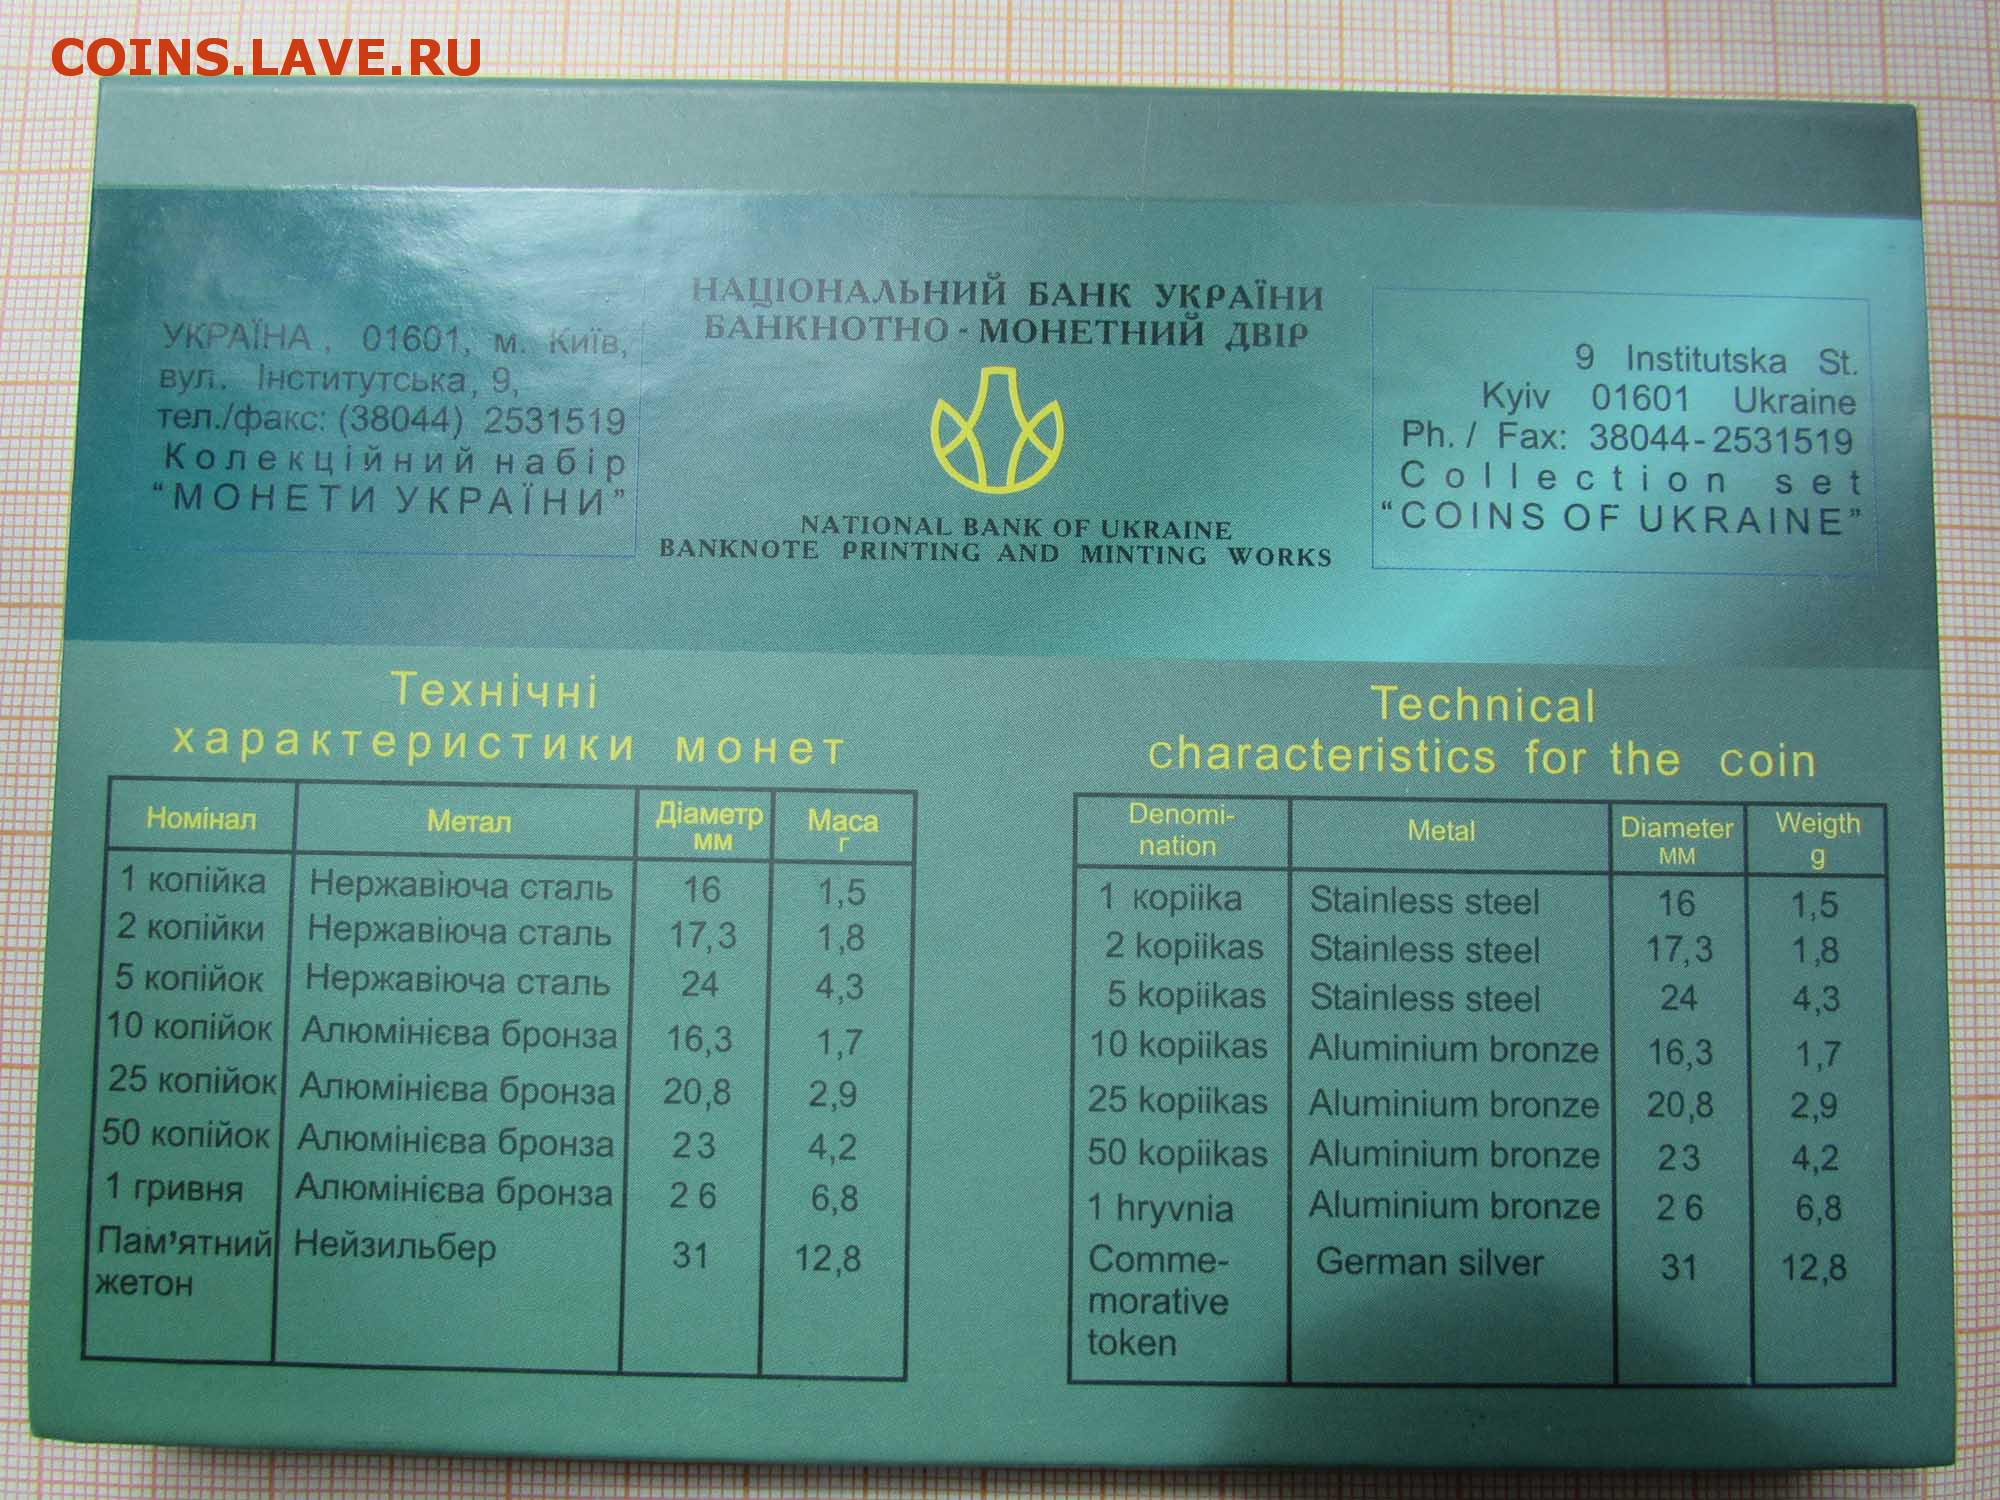 COINS.LAVE.RU
УКРАЇНА, 01601, м. Київ,
вул. Інститутська, 9,
тел./факс: (38044) 2531519
Колекційний набір
“МОНЕТИ УКРАЇНИ”
НАЦІОНАЛЬНИЙ БАНК УКРАЇНИ
БАНКНОТНО - МОНЕТНИЙ ДВІР
NATIONAL BANK OF UKRAINE
BANKNOTE PRINTING AND MINTING WORKS
9 Institutska St.
Kyiv 01601 Ukraine
Ph. / Fax: 38044-2531519
Collection set
“COINS OF UKRAINE”
Технічні
характеристики монет
Номінал Метал Діаметр мм Маса г
1 копійка Нержавіюча сталь 16 1,5
2 копійки Нержавіюча сталь 17,3 1,8
5 копійок Нержавіюча сталь 24 4,3
10 копійок Алюмінієва бронза 16,3 1,7
25 копійок Алюмінієва бронза 20,8 2,9
50 копійок Алюмінієва бронза 23 4,2
1 гривня Алюмінієва бронза 26 6,8
Пам’ятний Нейзильбер 31 12,8
жетон
Technical
characteristics for the coin
Denomi- Metal Diameter Weigth
nation MM g
1 kopiika Stainless steel 16 1,5
2 kopiikas Stainless steel 17,3 1,8
5 kopiikas Stainless steel 24 4,3
10 kopiikas Aluminium bronze 16,3 1,7
25 kopiikas Aluminium bronze 20,8 2,9
50 kopiikas Aluminium bronze 23 4,2
1 hryvnia Aluminium bronze 26 6,8
Comme- German silver 31 12,8
morative
token